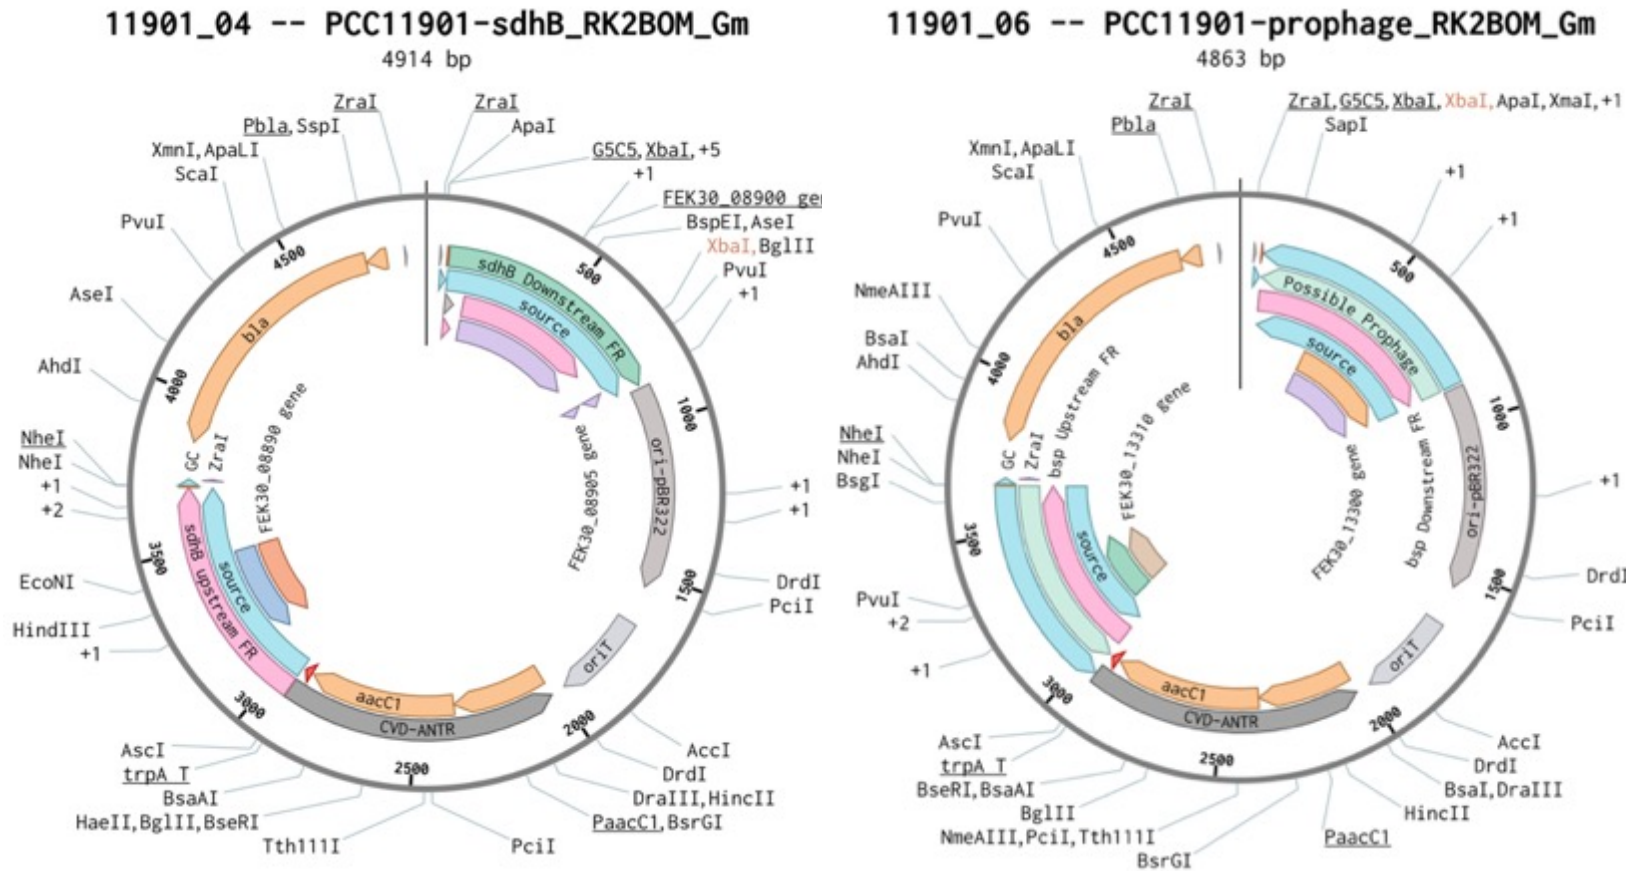 11901_04 -- PCC11901-sdhB_RK2BOM_Gm
4914 bp
ZraI
ZraI
Pbla,SspI
ApaI
XmnI,ApaLI
G5C5,XbaI,+5
ScaI
+1
FEK30_08900 ge
PvuI
BspEI,AseI
XbaI,BglII
PvuI
AseI
+1
AhdI
NheI
NheI
+1
+1
+2
+1
EcoNI
DrdI
PciI
HindIII
+1
AscI
AccI
trpA T
DrdI
BsaAI
DraIII,HincII
HaeII,BglII,BseRI
PaacC1,BsrGI
Tth111I
PciI
4500
500
4000
1000
3500
1500
3000
2000
2500
bla
sdhB Downstream FR
source
GC
ZraI
FEK30_08890 gene
FEK30_08905 gene
ori-pBR322
sdhB upstream FR
source
oriT
aacC1
CVD-ANTR
11901_06 -- PCC11901-prophage_RK2BOM_Gm
4863 bp
ZraI
ZraI,G5C5,XbaI,XbaI,ApaI,XmaI,+1
Pbla
SapI
XmnI,ApaLI
ScaI
+1
PvuI
+1
NmeAIII
BsaI
AhdI
NheI
NheI
BsgI
+1
PvuI
+2
DrdI
PciI
+1
AscI
AccI
trpA T
DrdI
BseRI,BsaAI
BsaI,DraIII
BglII
HincII
NmeAIII,PciI,Tth111I
PaacC1
BsrGI
4500
500
4000
1000
3500
1500
3000
2000
2500
bla
Possible Prophage
source
GC
ZraI
bsp Upstream FR
FEK30_13310 gene
FEK30_13300 gene
bsp Downstream FR
ori-pBR322
source
oriT
aacC1
CVD-ANTR